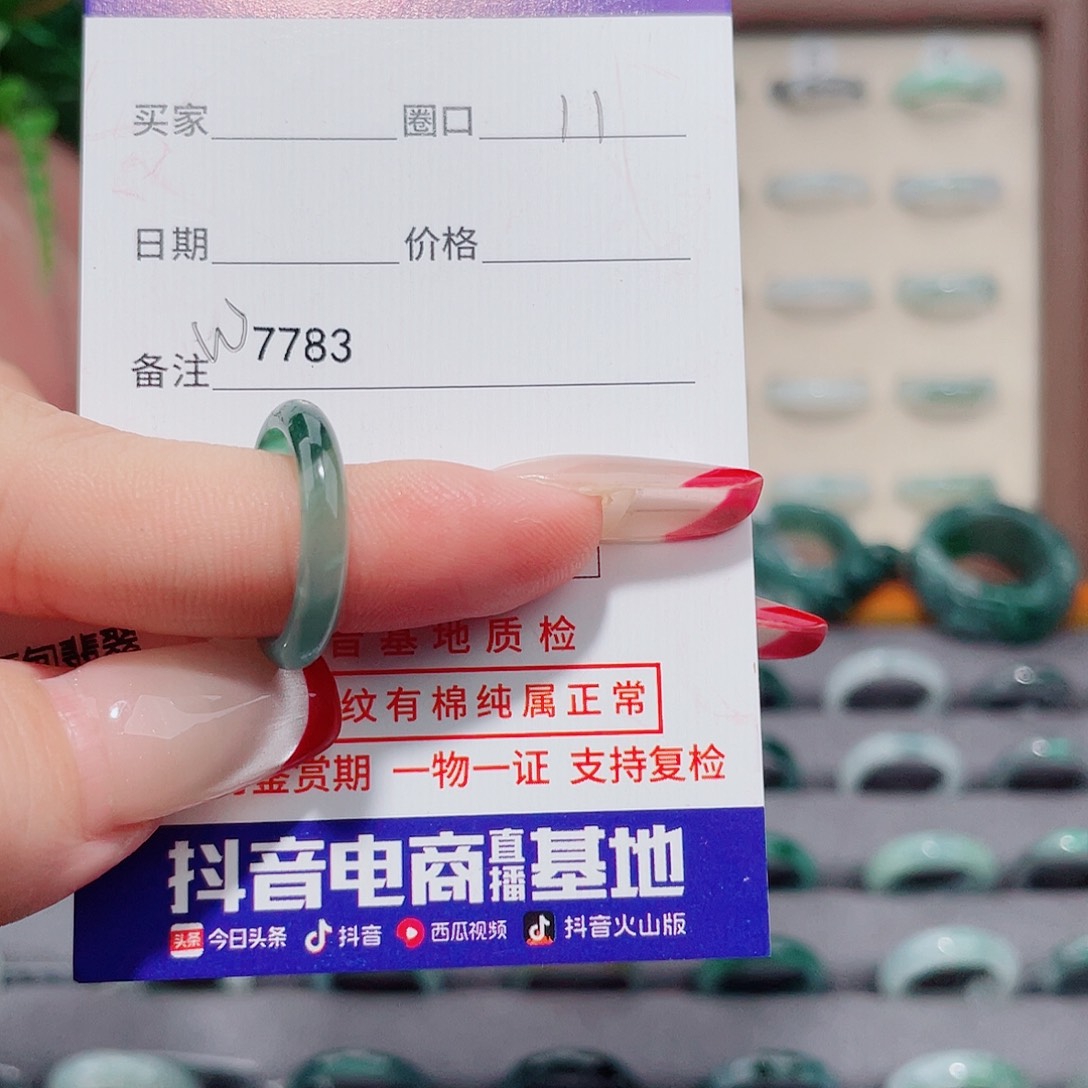 买家 圈口 11
日期 价格
备注 W7783
基地质检
纹有棉纯属正常
鉴赏期 一物一证 支持复检
抖音电商直播基地
头条 今日头条 抖音 西瓜视频 抖音火山版